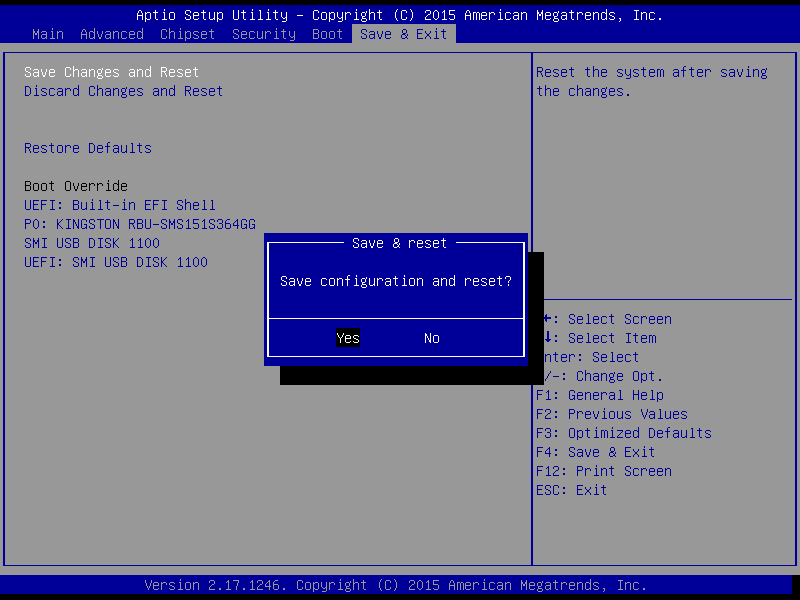 Aptio Setup Utility – Copyright (C) 2015 American Megatrends, Inc.
Main Advanced Chipset Security Boot Save & Exit
Save Changes and Reset
Discard Changes and Reset
Restore Defaults
Boot Override
UEFI: Built-in EFI Shell
P0: KINGSTON RBU-SMS151S364GG
SMI USB DISK 1100
UEFI: SMI USB DISK 1100
Save & reset
Save configuration and reset?
Yes No
Reset the system after saving
the changes.
←: Select Screen
↓: Select Item
nter: Select
/-: Change Opt.
F1: General Help
F2: Previous Values
F3: Optimized Defaults
F4: Save & Exit
F12: Print Screen
ESC: Exit
Version 2.17.1246. Copyright (C) 2015 American Megatrends, Inc.